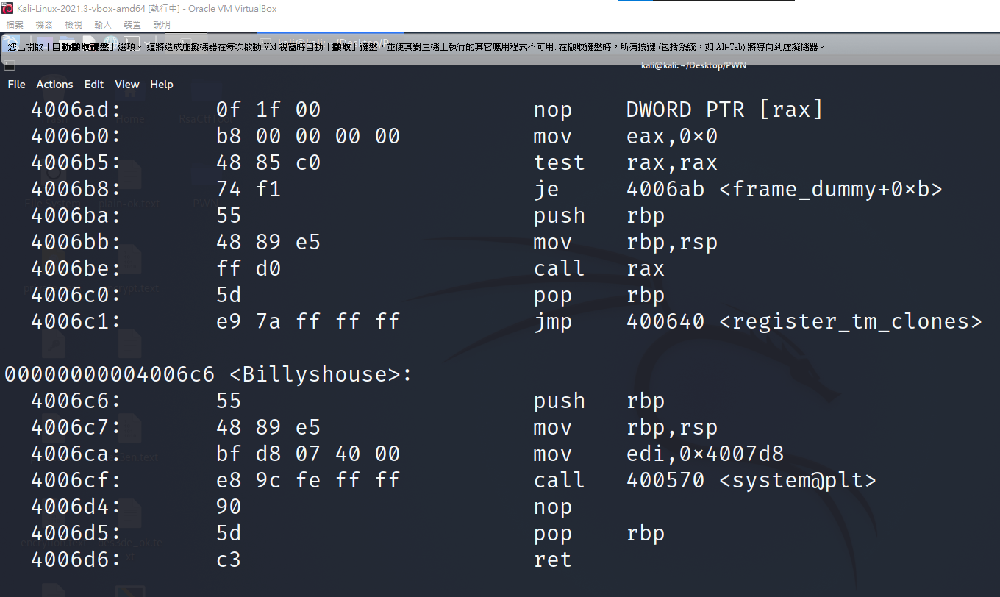 Kali-Linux-2021.3-vbox-amd64 [執行中] - Oracle VM VirtualBox
檔案 機器 檢視 輸入 裝置 說明
您已開啟「自動擷取鍵盤」選項。 這將造成虛擬機器在每次啟動 VM 視窗時自動「擷取」鍵盤，並使其對主機上執行的其它應用程式不可用: 在擷取鍵盤時，所有按鍵 (包括系統，如 Alt-Tab) 將導向到虛擬機器。
kali@kali: ~/Desktop/PWN
File Actions Edit View Help
4006ad: 0f 1f 00 nop DWORD PTR [rax]
4006b0: b8 00 00 00 00 mov eax,0×0
4006b5: 48 85 c0 test rax,rax
4006b8: 74 f1 je 4006ab <frame_dummy+0×b>
4006ba: 55 push rbp
4006bb: 48 89 e5 mov rbp,rsp
4006be: ff d0 call rax
4006c0: 5d pop rbp
4006c1: e9 7a ff ff ff jmp 400640 <register_tm_clones>
00000000004006c6 <Billyshouse>:
4006c6: 55 push rbp
4006c7: 48 89 e5 mov rbp,rsp
4006ca: bf d8 07 40 00 mov edi,0×4007d8
4006cf: e8 9c fe ff ff call 400570 <system@plt>
4006d4: 90 nop
4006d5: 5d pop rbp
4006d6: c3 ret